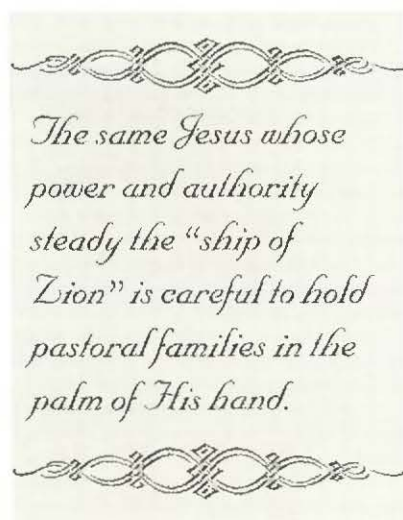 The same Jesus whose
power and authority
steady the “ship of
Zion” is careful to hold
pastoral families in the
palm of His hand.